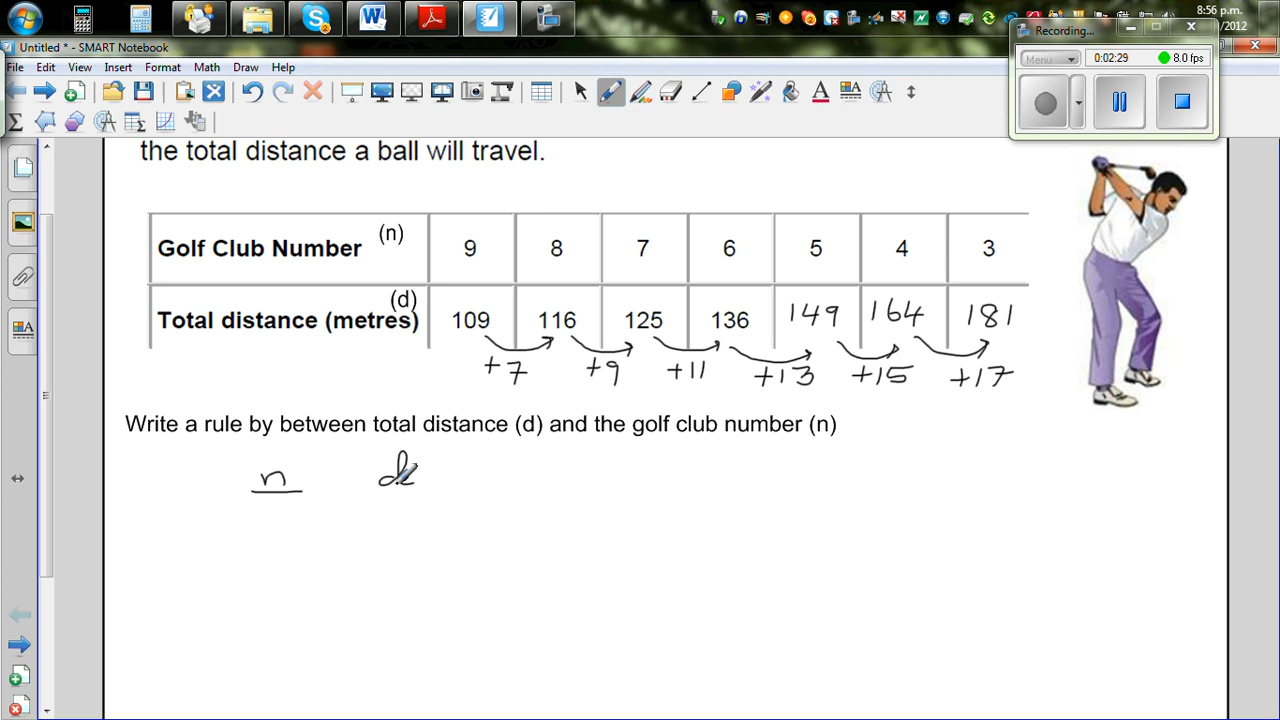 8:56 p.m.
/2012
Recording...
Untitled * - SMART Notebook
Menu 0:02:29 8.0 fps
File Edit View Insert Format Math Draw Help
the total distance a ball will travel.
Golf Club Number (n) 9 8 7 6 5 4 3
Total distance (metres) (d) 109 116 125 136 149 164 181
+7 +9 +11 +13 +15 +17
Write a rule by between total distance (d) and the golf club number (n)
n d